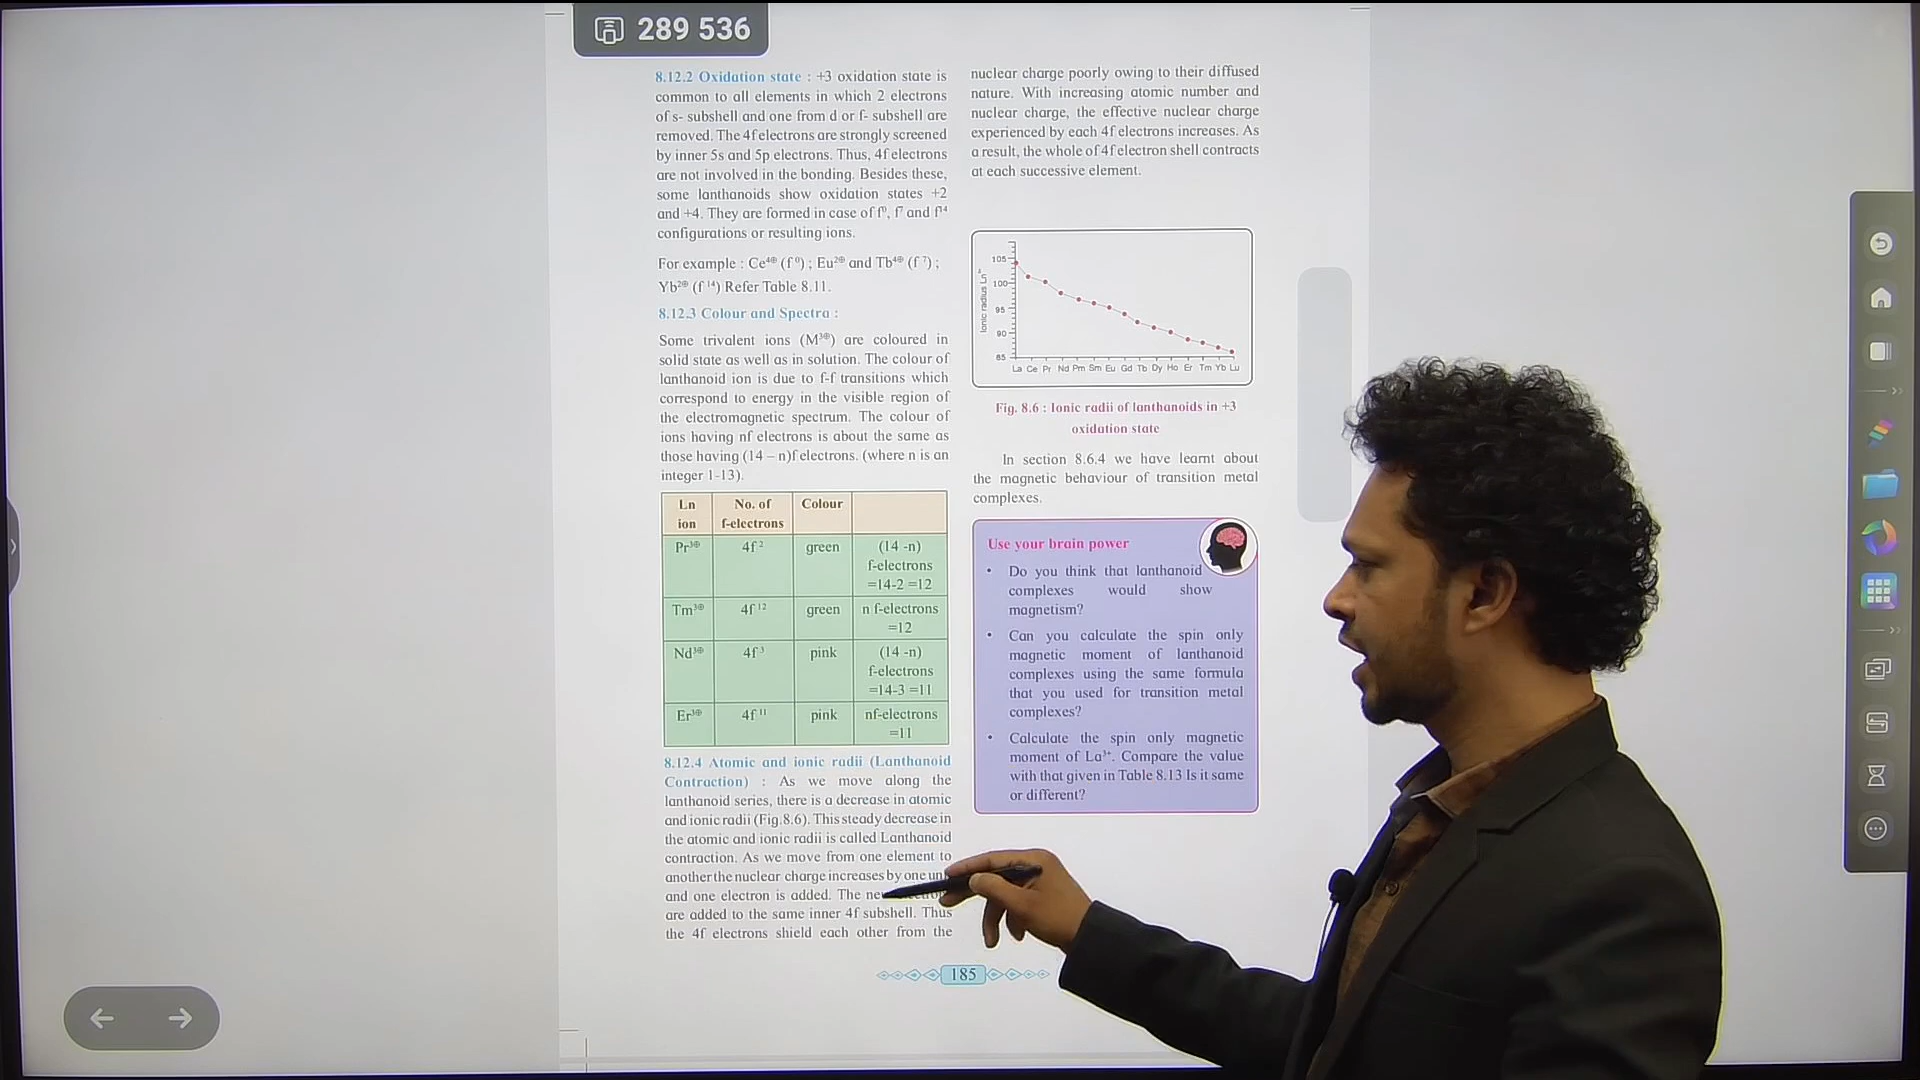 289 536
8.12.2 Oxidation state : +3 oxidation state is
common to all elements in which 2 electrons
of s- subshell and one from d or f- subshell are
removed. The 4f electrons are strongly screened
by inner 5s and 5p electrons. Thus, 4f electrons
are not involved in the bonding. Besides these,
some lanthanoids show oxidation states +2
and +4. They are formed in case of f⁰, f⁷ and f¹⁴
configurations or resulting ions.
For example : Ce⁴⊕ (f⁰) ; Eu²⊕ and Tb⁴⊕ (f⁷) ;
Yb²⊕ (f¹⁴) Refer Table 8.11.
8.12.3 Colour and Spectra :
Some trivalent ions (M³⊕) are coloured in
solid state as well as in solution. The colour of
lanthanoid ion is due to f-f transitions which
correspond to energy in the visible region of
the electromagnetic spectrum. The colour of
ions having nf electrons is about the same as
those having (14 – n)f electrons. (where n is an
integer 1-13).
Ln ion No. of f-electrons Colour
Pr³⊕ 4f² green (14 -n)
f-electrons
=14-2 =12
Tm³⊕ 4f¹² green n f-electrons
=12
Nd³⊕ 4f³ pink (14 -n)
f-electrons
=14-3 =11
Er³⊕ 4f¹¹ pink nf-electrons
=11
8.12.4 Atomic and ionic radii (Lanthanoid
Contraction) : As we move along the
lanthanoid series, there is a decrease in atomic
and ionic radii (Fig.8.6). This steady decrease in
the atomic and ionic radii is called Lanthanoid
contraction. As we move from one element to
another the nuclear charge increases by one
and one electron is added. The
are added to the same inner 4f subshell. Thus
the 4f electrons shield each other from the
nuclear charge poorly owing to their diffused
nature. With increasing atomic number and
nuclear charge, the effective nuclear charge
experienced by each 4f electrons increases. As
a result, the whole of 4f electron shell contracts
at each successive element.
105
100
95
90
85
Ionic radius
La Ce Pr Nd Pm Sm Eu Gd Tb Dy Ho Er Tm Yb Lu
Fig. 8.6 : Ionic radii of lanthanoids in +3
oxidation state
In section 8.6.4 we have learnt about
the magnetic behaviour of transition metal
complexes.
Use your brain power
• Do you think that lanthanoid
complexes would show
magnetism?
• Can you calculate the spin only
magnetic moment of lanthanoid
complexes using the same formula
that you used for transition metal
complexes?
• Calculate the spin only magnetic
moment of La³⁺. Compare the value
with that given in Table 8.13 Is it same
or different?
185